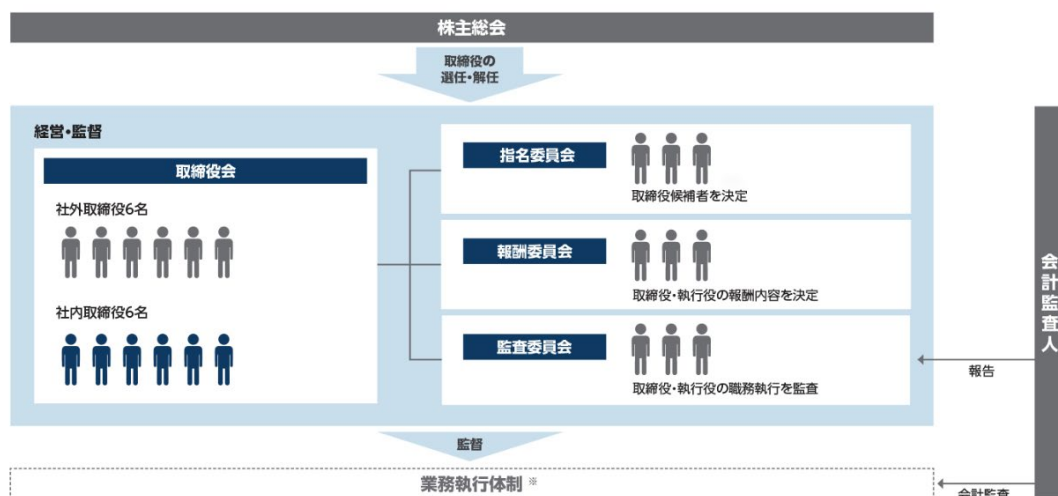 株主総会
取締役の
選任・解任
経営・監督
取締役会
社外取締役6名
社内取締役6名
指名委員会
取締役候補者を決定
報酬委員会
取締役・執行役の報酬内容を決定
監査委員会
取締役・執行役の職務執行を監査
会計監査人
報告
監督
業務執行体制 ※
会計監査